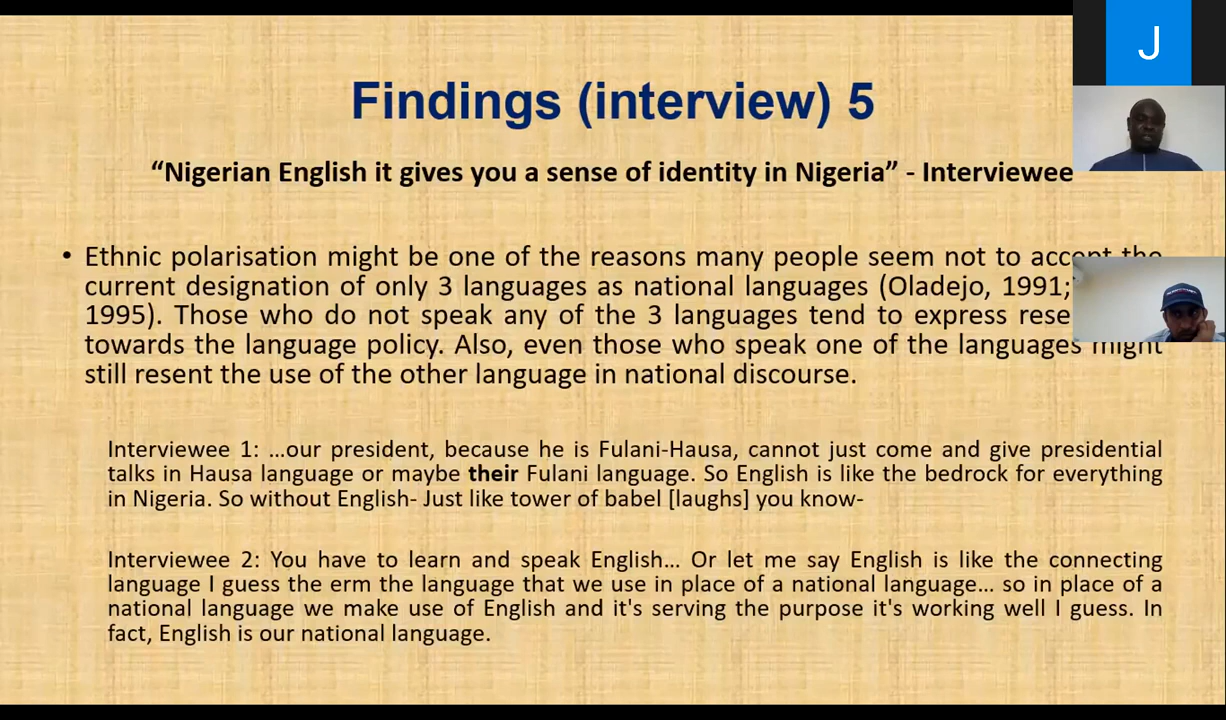 Findings (interview) 5
“Nigerian English it gives you a sense of identity in Nigeria” - Interviewee
• Ethnic polarisation might be one of the reasons many people seem not to accept the
current designation of only 3 languages as national languages (Oladejo, 1991;
1995). Those who do not speak any of the 3 languages tend to express
towards the language policy. Also, even those who speak one of the languages might
still resent the use of the other language in national discourse.
Interviewee 1: …our president, because he is Fulani-Hausa, cannot just come and give presidential
talks in Hausa language or maybe their Fulani language. So English is like the bedrock for everything
in Nigeria. So without English- Just like tower of babel [laughs] you know-
Interviewee 2: You have to learn and speak English… Or let me say English is like the connecting
language I guess the erm the language that we use in place of a national language… so in place of a
national language we make use of English and it's serving the purpose it's working well I guess. In
fact, English is our national language.
J